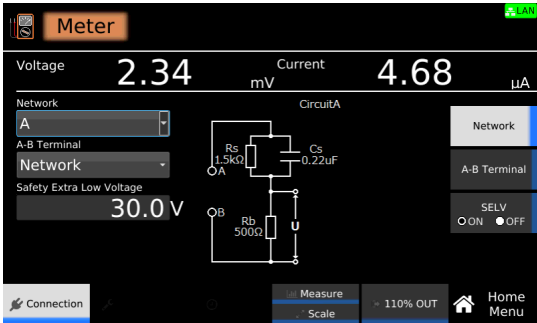 LAN
Meter
Voltage 2.34 mV Current 4.68 µA
Network
A
A-B Terminal
Network
Safety Extra Low Voltage
30.0 V
CircuitA
Rs
1.5kΩ
Cs
0.22uF
A
B
Rb
500Ω
U
Network
A-B Terminal
SELV
ON OFF
Connection
Measure
Scale
110% OUT
Home
Menu